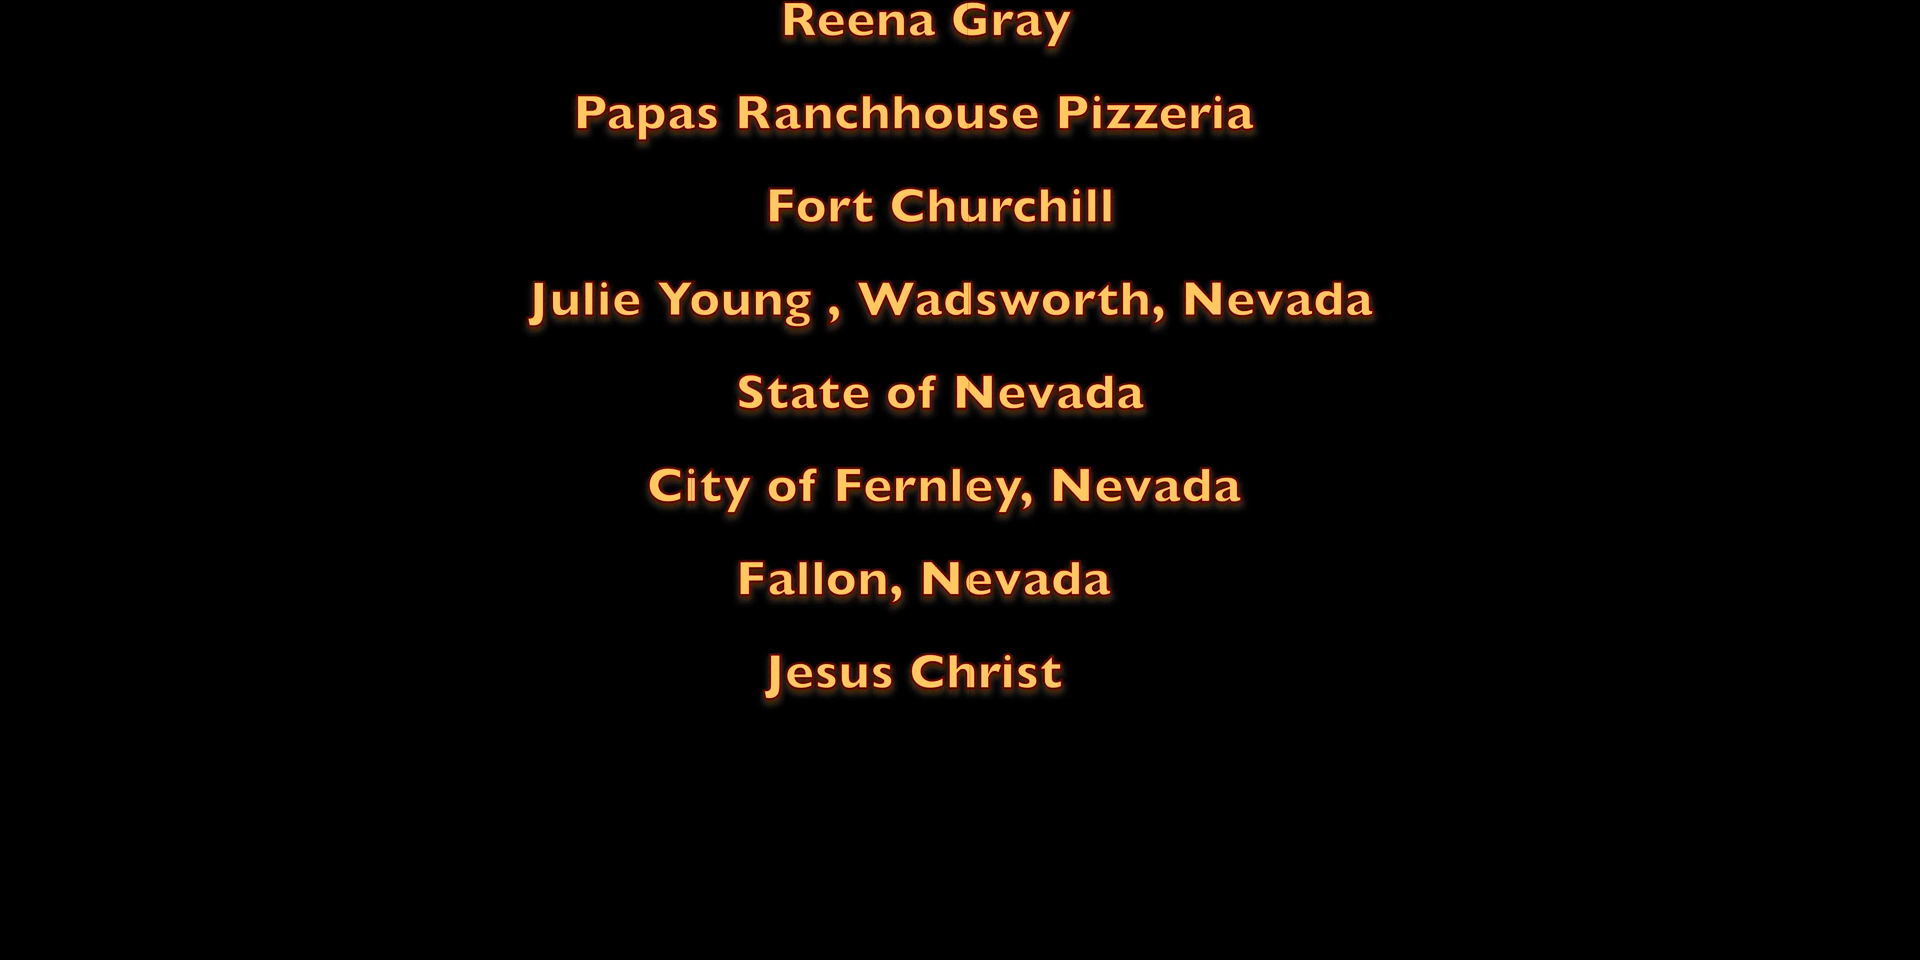 Reena Gray
Papas Ranchhouse Pizzeria
Fort Churchill
Julie Young , Wadsworth, Nevada
State of Nevada
City of Fernley, Nevada
Fallon, Nevada
Jesus Christ